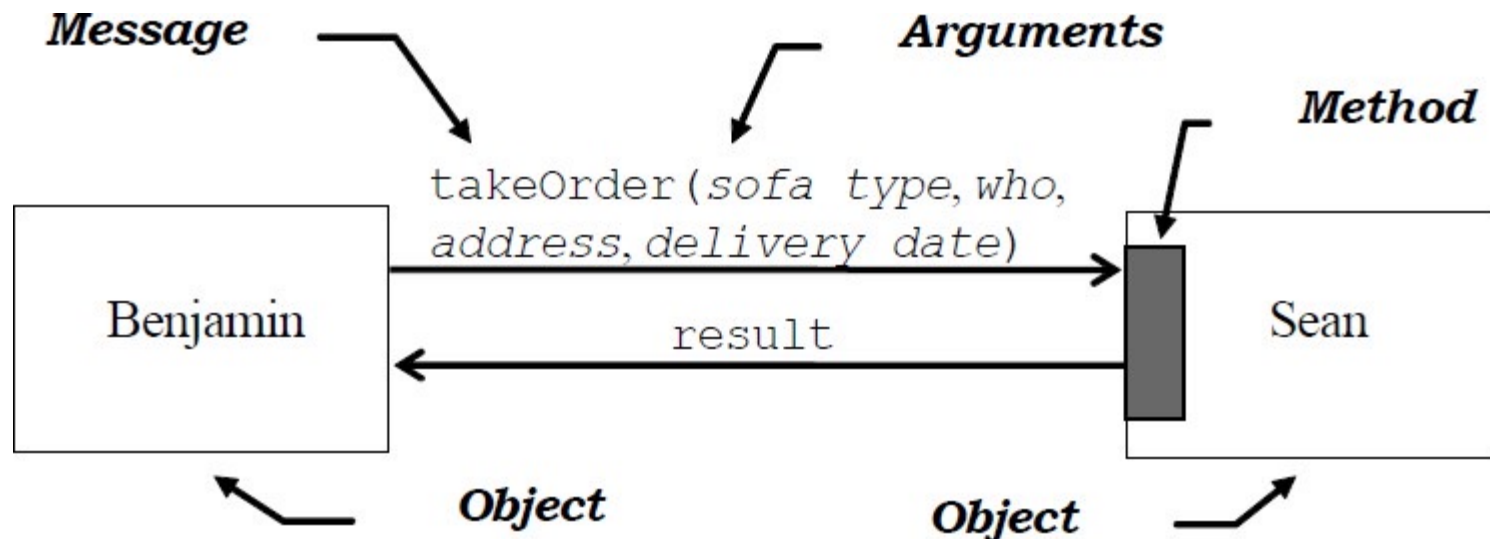 Message
Arguments
Method
takeOrder(sofa type, who,
address, delivery date)
Benjamin
result
Sean
Object
Object